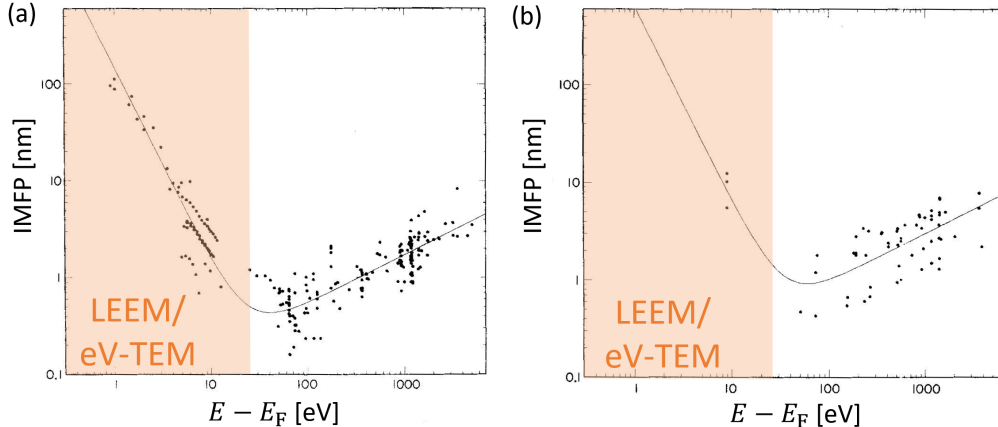 (a)
IMFP [nm]
100
10
1
0,1
LEEM/
eV-TEM
1
10
100
1000
E − E_F [eV]
(b)
IMFP [nm]
100
10
1
0,1
LEEM/
eV-TEM
1
10
100
1000
E − E_F [eV]